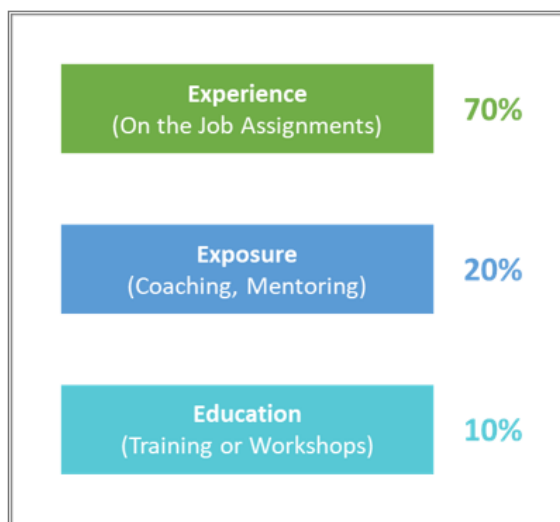 Experience
(On the Job Assignments)
70%
Exposure
(Coaching, Mentoring)
20%
Education
(Training or Workshops)
10%